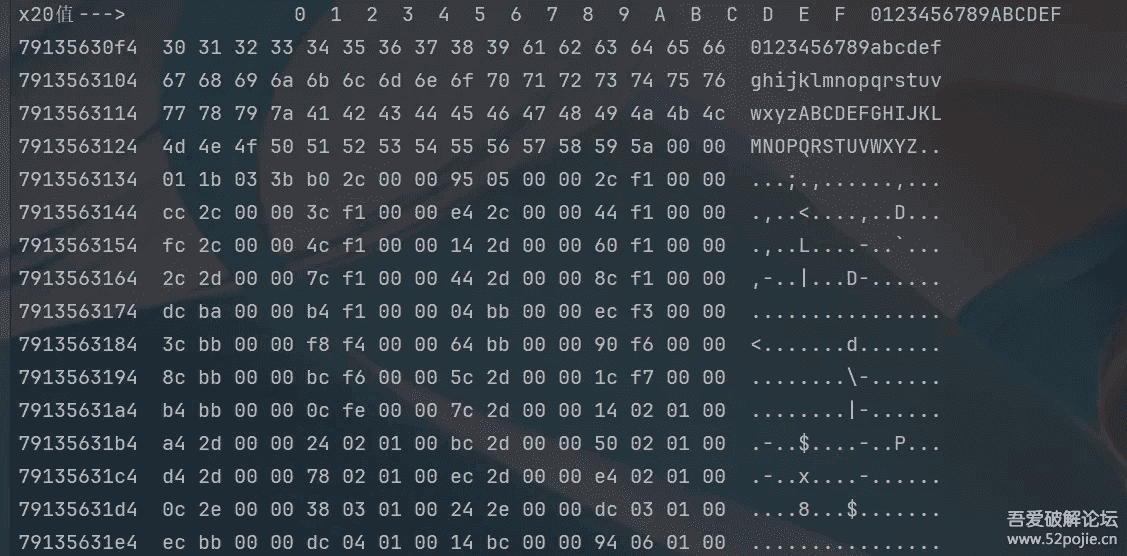 x20值--->  0  1  2  3  4  5  6  7  8  9  A  B  C  D  E  F  0123456789ABCDEF
79135630f4  30 31 32 33 34 35 36 37 38 39 61 62 63 64 65 66  0123456789abcdef
7913563104  67 68 69 6a 6b 6c 6d 6e 6f 70 71 72 73 74 75 76  ghijklmnopqrstuv
7913563114  77 78 79 7a 41 42 43 44 45 46 47 48 49 4a 4b 4c  wxyzABCDEFGHIJKL
7913563124  4d 4e 4f 50 51 52 53 54 55 56 57 58 59 5a 00 00  MNOPQRSTUVWXYZ..
7913563134  01 1b 03 3b b0 2c 00 00 95 05 00 00 2c f1 00 00  ...;.,......,...
7913563144  cc 2c 00 00 3c f1 00 00 e4 2c 00 00 44 f1 00 00  .,..<....,..D...
7913563154  fc 2c 00 00 4c f1 00 00 14 2d 00 00 60 f1 00 00  .,..L....-..`...
7913563164  2c 2d 00 00 7c f1 00 00 44 2d 00 00 8c f1 00 00  ,-..|...D-......
7913563174  dc ba 00 00 b4 f1 00 00 04 bb 00 00 ec f3 00 00  ................
7913563184  3c bb 00 00 f8 f4 00 00 64 bb 00 00 90 f6 00 00  <.......d.......
7913563194  8c bb 00 00 bc f6 00 00 5c 2d 00 00 1c f7 00 00  ........\-......
79135631a4  b4 bb 00 00 0c fe 00 00 7c 2d 00 00 14 02 01 00  ........|-......
79135631b4  a4 2d 00 00 24 02 01 00 bc 2d 00 00 50 02 01 00  .-..$....-..P...
79135631c4  d4 2d 00 00 78 02 01 00 ec 2d 00 00 e4 02 01 00  .-..x....-......
79135631d4  0c 2e 00 00 38 03 01 00 24 2e 00 00 dc 03 01 00  ....8...$.......
79135631e4  ec bb 00 00 dc 04 01 00 14 bc 00 00 94 06 01 00  ................
吾爱破解论坛
www.52pojie.cn